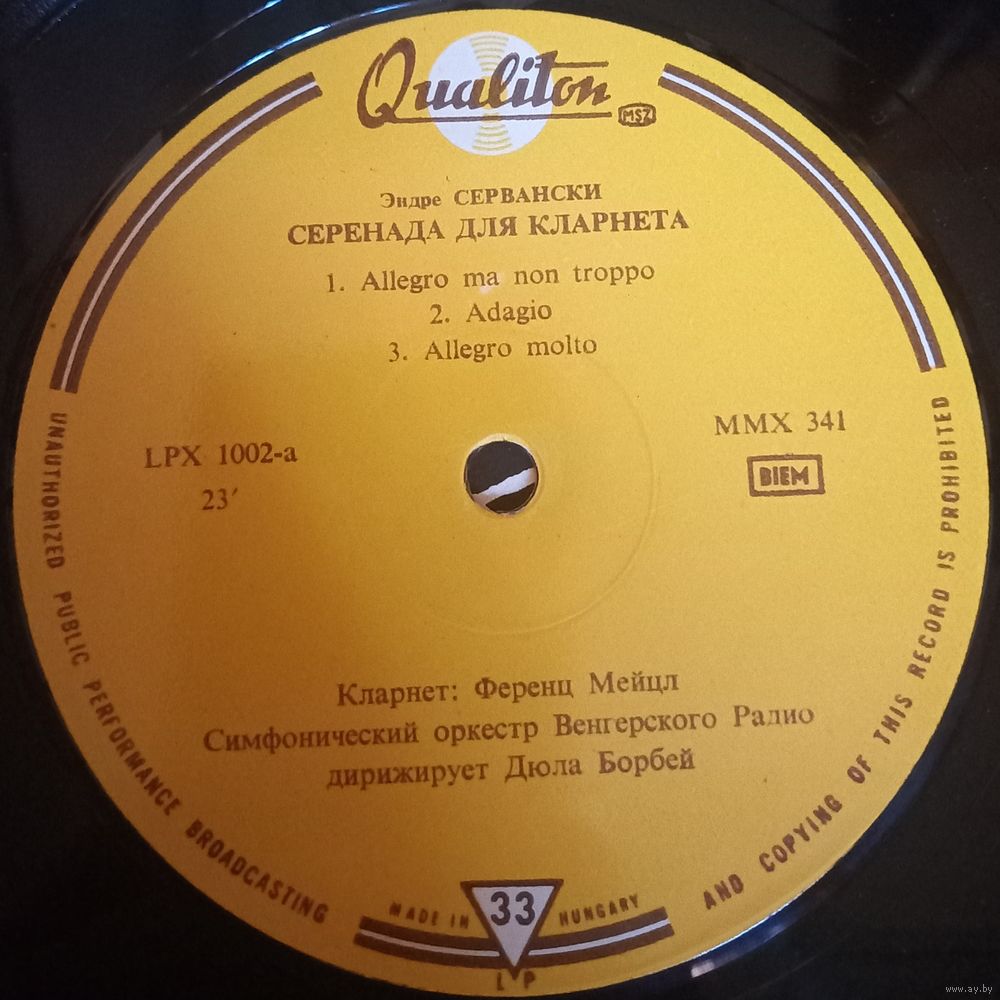 Qualiton
MSZ
Эндре СЕРВАНСКИ
СЕРЕНАДА ДЛЯ КЛАРНЕТА
1. Allegro ma non troppo
2. Adagio
3. Allegro molto
LPX 1002-a
23′
MMX 341
BIEM
Кларнет: Ференц Мейцл
Симфонический оркестр Венгерского Радио
дирижирует Дюла Борбей
UNAUTHORIZED PUBLIC PERFORMANCE BROADCASTING
AND COPYING OF THIS RECORD IS PROHIBITED
MADE IN 33 HUNGARY
LP
www.ay.by